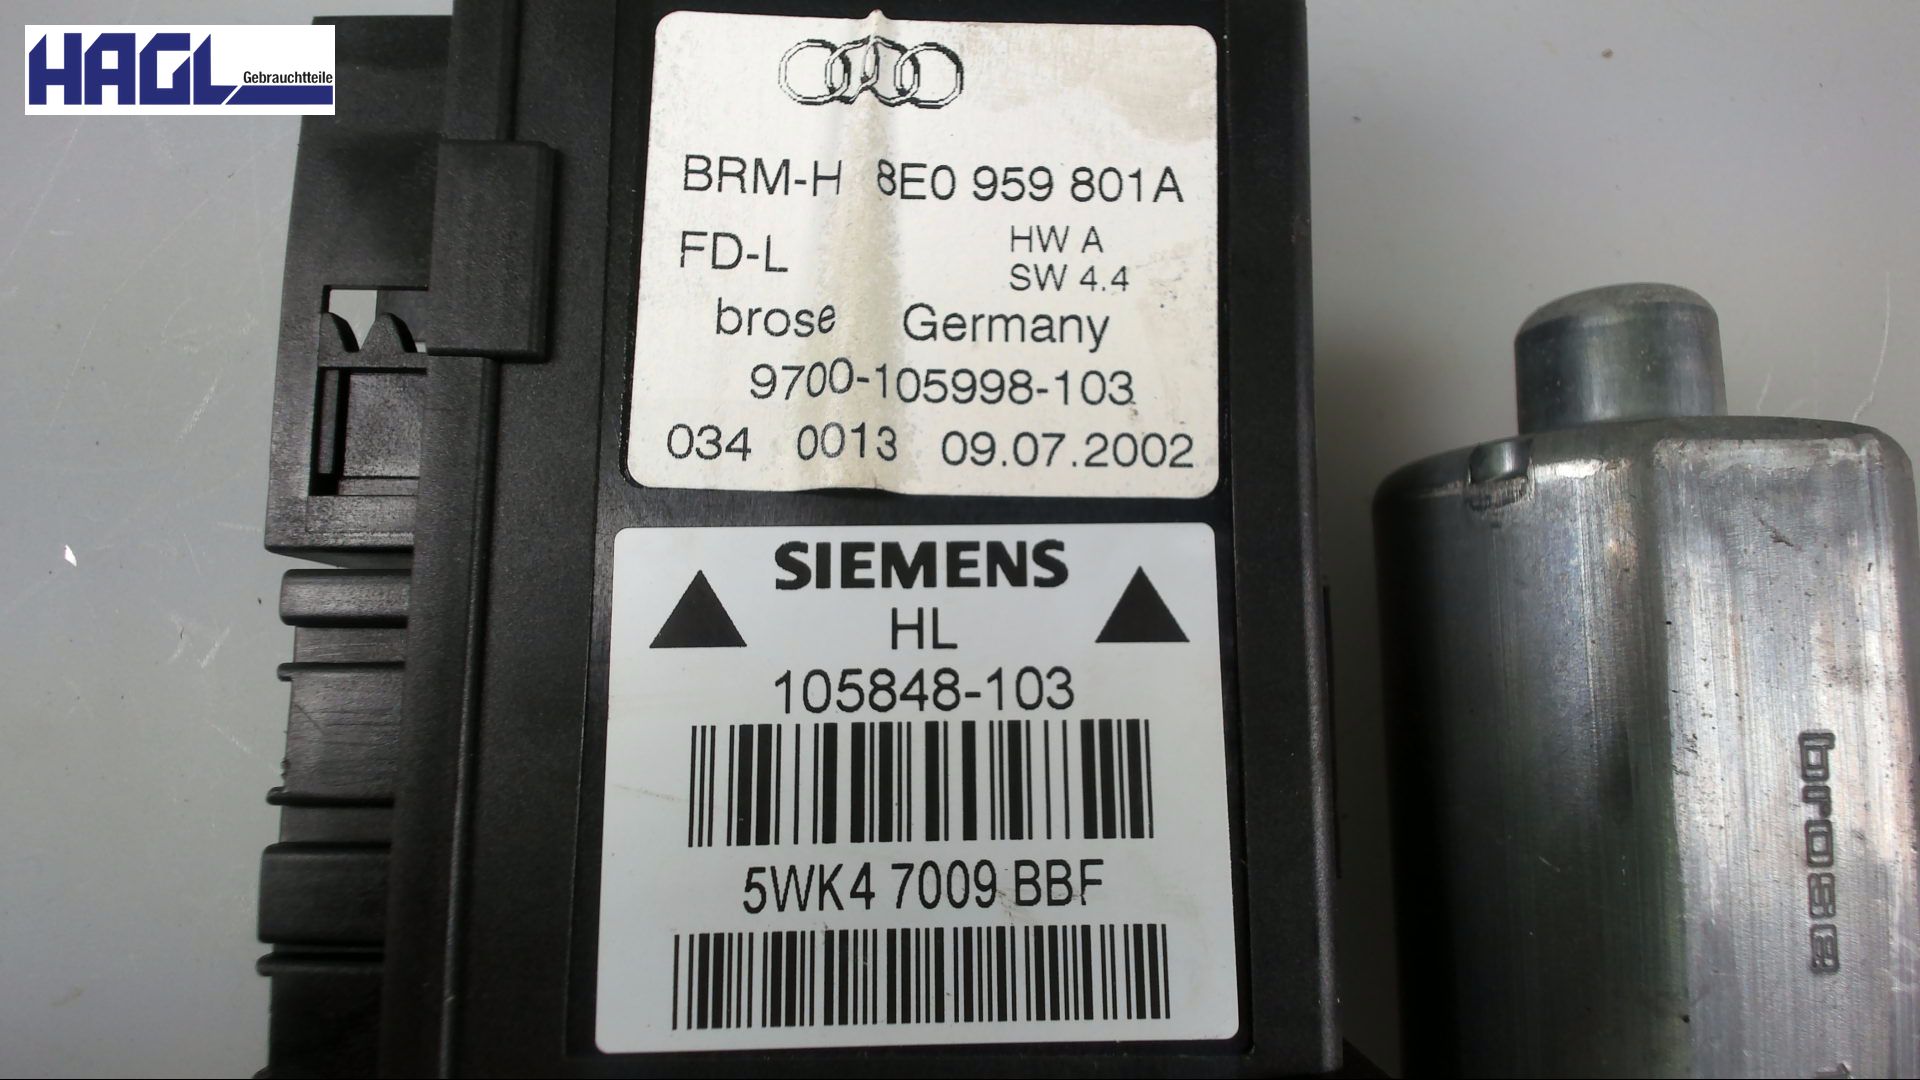 HAGL Gebrauchtteile
BRM-H 8E0 959 801A
FD-L HW A
SW 4.4
brose Germany
9700-105998-103
034 0013 09.07.2002
SIEMENS
HL
105848-103
5WK4 7009 BBF
brose